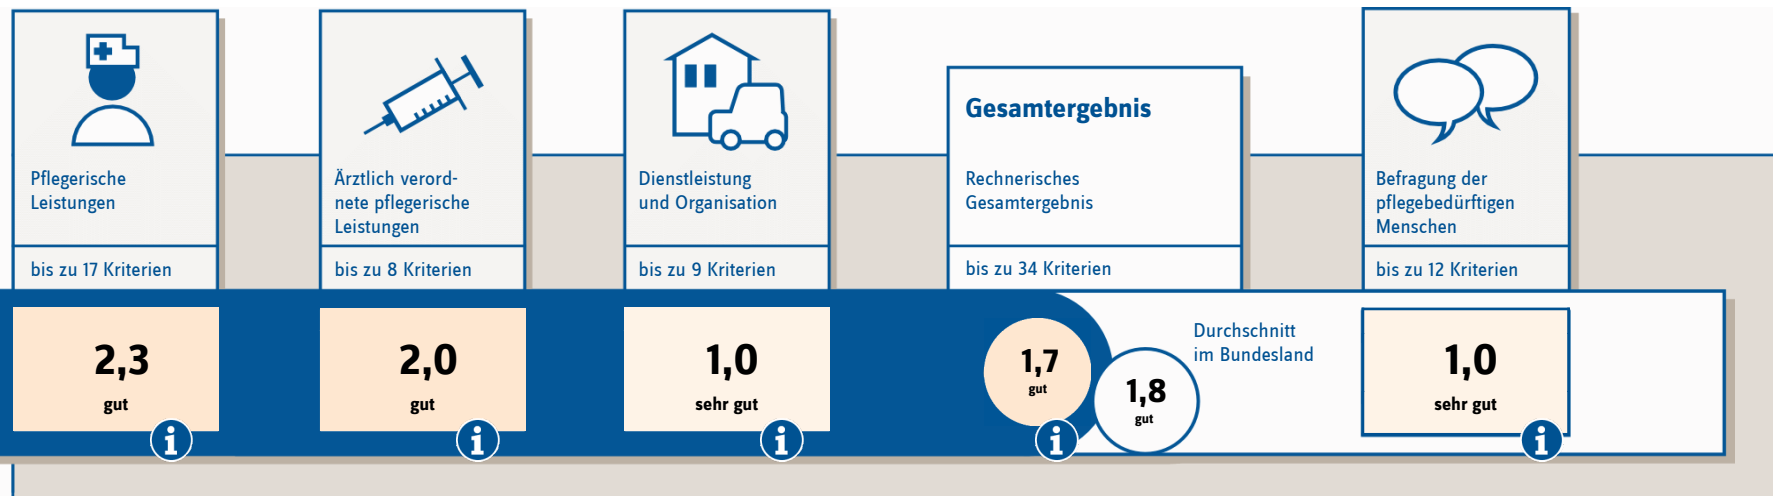 Pflegerische
Leistungen
bis zu 17 Kriterien
2,3
gut
i
Ärztlich verord-
nete pflegerische
Leistungen
bis zu 8 Kriterien
2,0
gut
i
Dienstleistung
und Organisation
bis zu 9 Kriterien
1,0
sehr gut
i
Gesamtergebnis
Rechnerisches
Gesamtergebnis
bis zu 34 Kriterien
1,7
gut
i
1,8
gut
Durchschnitt
im Bundesland
Befragung der
pflegebedürftigen
Menschen
bis zu 12 Kriterien
1,0
sehr gut
i